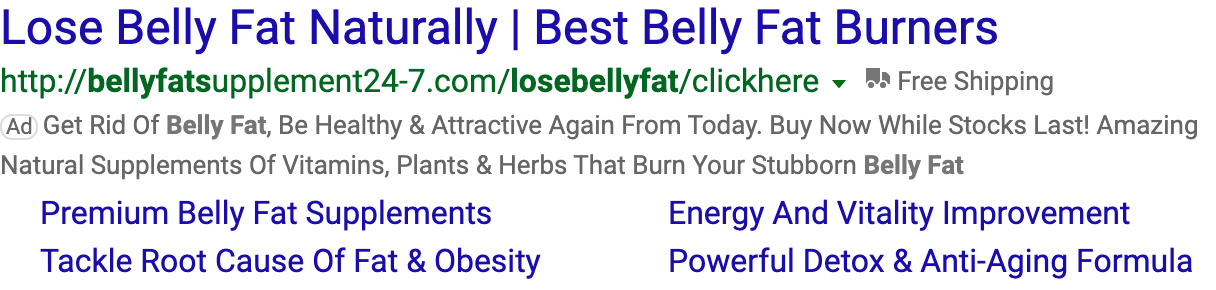 Lose Belly Fat Naturally | Best Belly Fat Burners
http://bellyfatsupplement24-7.com/losebellyfat/clickhere Free Shipping
Ad Get Rid Of Belly Fat, Be Healthy & Attractive Again From Today. Buy Now While Stocks Last! Amazing
Natural Supplements Of Vitamins, Plants & Herbs That Burn Your Stubborn Belly Fat
Premium Belly Fat Supplements Energy And Vitality Improvement
Tackle Root Cause Of Fat & Obesity Powerful Detox & Anti-Aging Formula